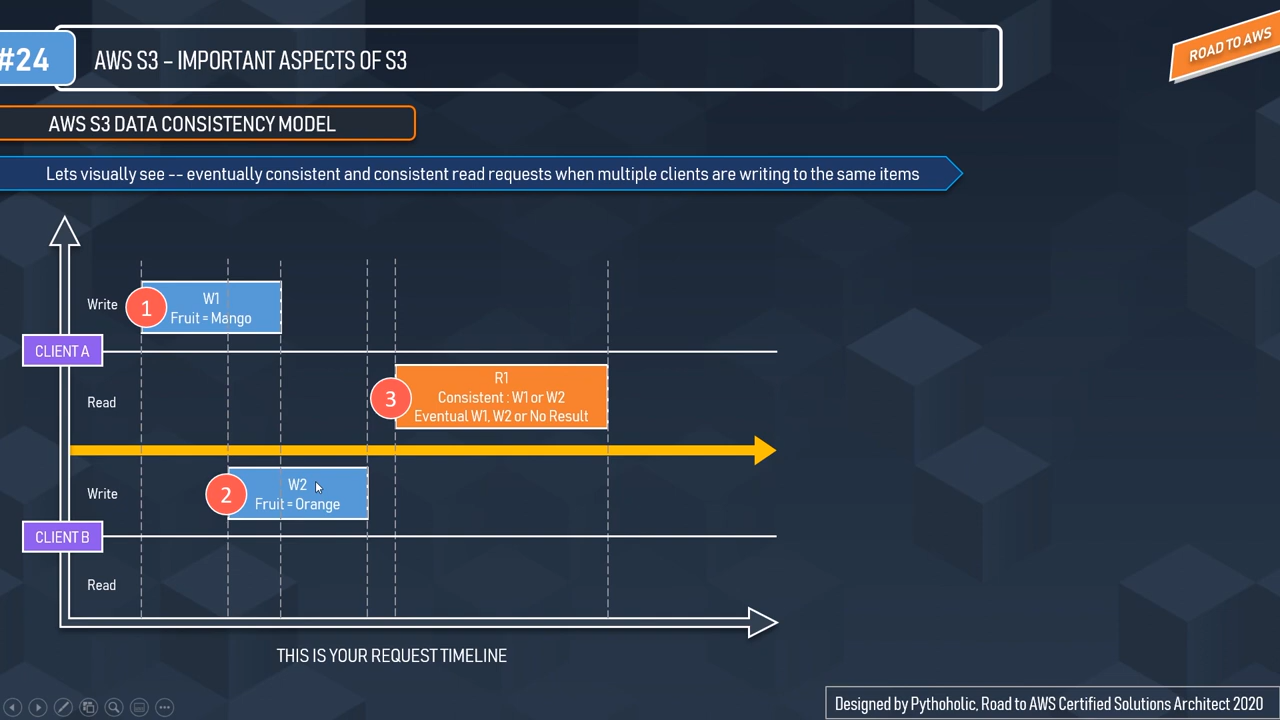 #24
AWS S3 – IMPORTANT ASPECTS OF S3
ROAD TO AWS
AWS S3 DATA CONSISTENCY MODEL
Lets visually see -- eventually consistent and consistent read requests when multiple clients are writing to the same items
Write
1
W1
Fruit = Mango
CLIENT A
Read
3
R1
Consistent : W1 or W2
Eventual W1, W2 or No Result
Write
2
W2
Fruit = Orange
CLIENT B
Read
THIS IS YOUR REQUEST TIMELINE
Designed by Pythoholic, Road to AWS Certified Solutions Architect 2020